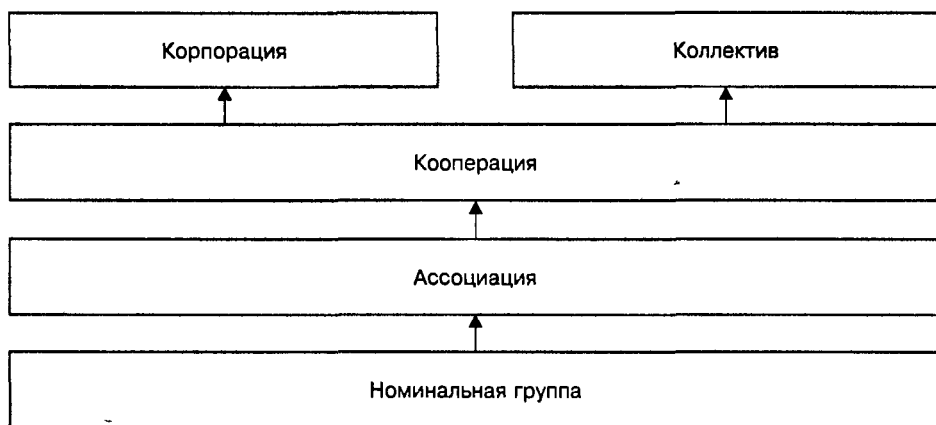 Корпорация
Коллектив
Кооперация
Ассоциация
Номинальная группа